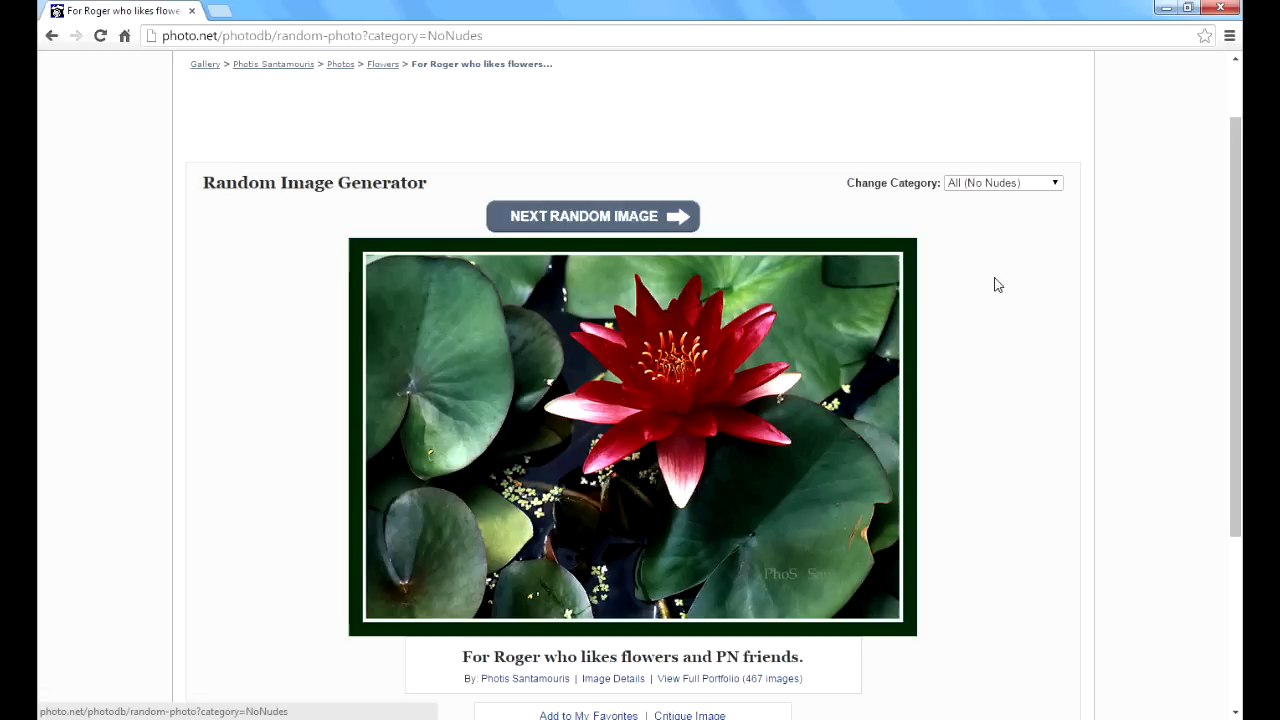 For Roger who likes flowe
photo.net/photodb/random-photo?category=NoNudes
Gallery > Photis Santamouris > Photos > Flowers > For Roger who likes flowers...
Random Image Generator
Change Category: All (No Nudes)
NEXT RANDOM IMAGE
PhoS
For Roger who likes flowers and PN friends.
By: Photis Santamouris | Image Details | View Full Portfolio (467 images)
Add to My Favorites | Critique Image
photo.net/photodb/random-photo?category=NoNudes